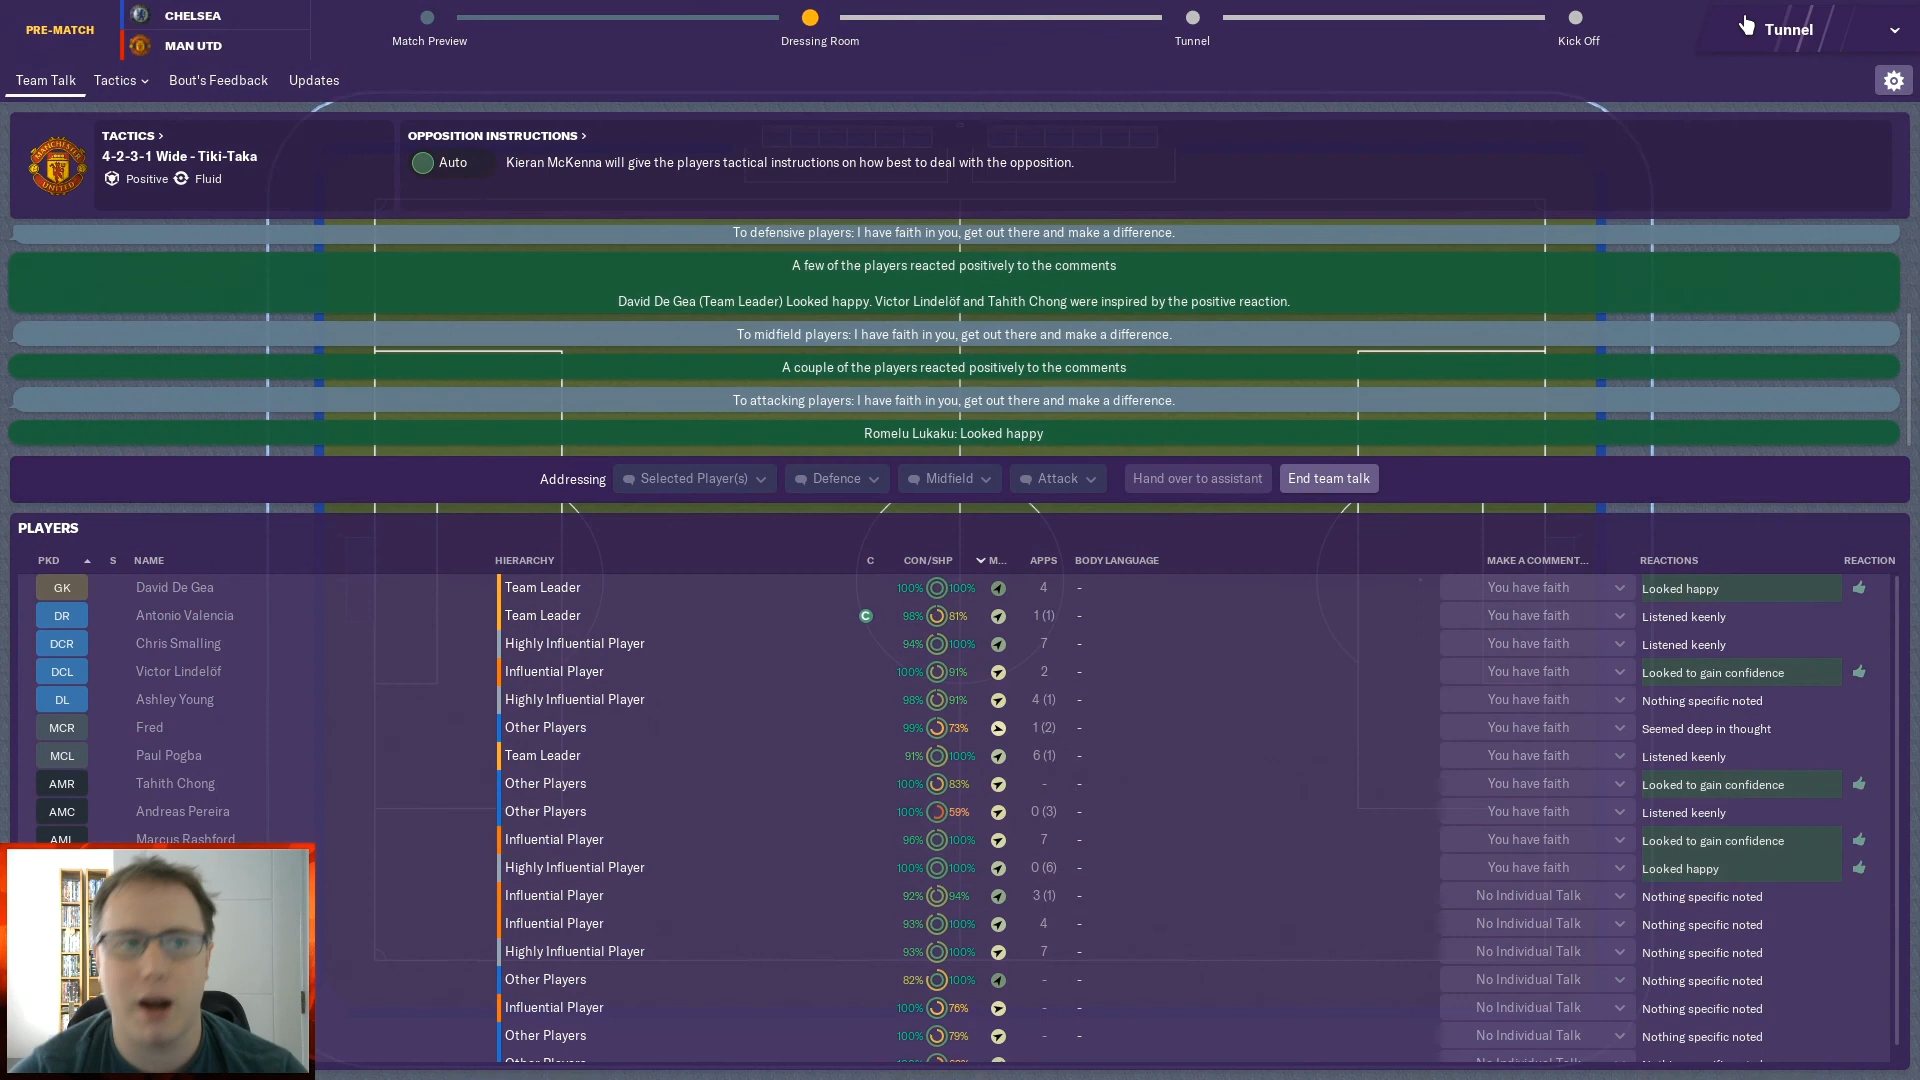 PRE-MATCH
CHELSEA
MAN UTD
Match Preview
Dressing Room
Tunnel
Kick Off
Tunnel
Team Talk
Tactics
Bout's Feedback
Updates
TACTICS >
4-2-3-1 Wide - Tiki-Taka
Positive
Fluid
OPPOSITION INSTRUCTIONS >
Auto
Kieran McKenna will give the players tactical instructions on how best to deal with the opposition.
To defensive players: I have faith in you, get out there and make a difference.
A few of the players reacted positively to the comments
David De Gea (Team Leader) Looked happy. Victor Lindelöf and Tahith Chong were inspired by the positive reaction.
To midfield players: I have faith in you, get out there and make a difference.
A couple of the players reacted positively to the comments
To attacking players: I have faith in you, get out there and make a difference.
Romelu Lukaku: Looked happy
Addressing Selected Player(s) Defence Midfield Attack Hand over to assistant End team talk
PLAYERS
PKD S NAME HIERARCHY C CON/SHP M... APPS BODY LANGUAGE MAKE A COMMENT... REACTIONS REACTION
GK David De Gea Team Leader 100% 100% 4 - You have faith Looked happy
DR Antonio Valencia Team Leader C 98% 81% 1 (1) - You have faith Listened keenly
DCR Chris Smalling Highly Influential Player 94% 100% 7 - You have faith Listened keenly
DCL Victor Lindelöf Influential Player 100% 91% 2 - You have faith Looked to gain confidence
DL Ashley Young Highly Influential Player 98% 91% 4 (1) - You have faith Nothing specific noted
MCR Fred Other Players 99% 73% 1 (2) - You have faith Seemed deep in thought
MCL Paul Pogba Team Leader 91% 100% 6 (1) - You have faith Listened keenly
AMR Tahith Chong Other Players 100% 83% - - You have faith Looked to gain confidence
AMC Andreas Pereira Other Players 100% 59% 0 (3) - You have faith Listened keenly
AML Marcus Rashford Influential Player 96% 100% 7 - You have faith Looked to gain confidence
Highly Influential Player 100% 100% 0 (6) - You have faith Looked happy
Influential Player 92% 94% 3 (1) - No Individual Talk Nothing specific noted
Influential Player 93% 100% 4 - No Individual Talk Nothing specific noted
Highly Influential Player 93% 100% 7 - No Individual Talk Nothing specific noted
Other Players 82% 100% - - No Individual Talk Nothing specific noted
Influential Player 100% 76% - - No Individual Talk Nothing specific noted
Other Players 100% 79% - - No Individual Talk Nothing specific noted